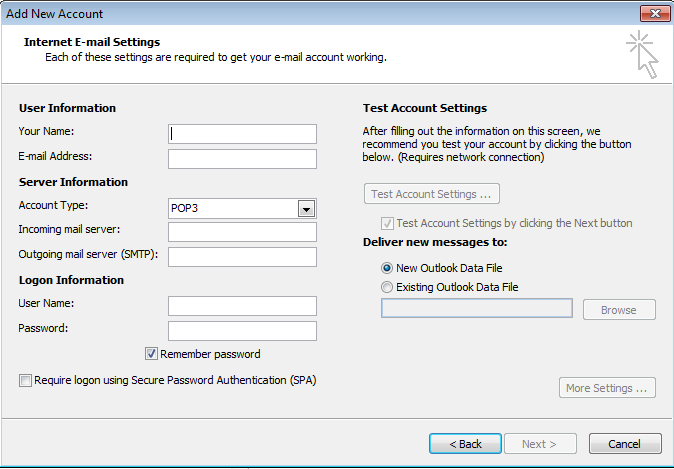 Add New Account
Internet E-mail Settings
Each of these settings are required to get your e-mail account working.
User Information
Your Name:
E-mail Address:
Server Information
Account Type:
POP3
Incoming mail server:
Outgoing mail server (SMTP):
Logon Information
User Name:
Password:
Remember password
Require logon using Secure Password Authentication (SPA)
Test Account Settings
After filling out the information on this screen, we
recommend you test your account by clicking the button
below. (Requires network connection)
Test Account Settings ...
Test Account Settings by clicking the Next button
Deliver new messages to:
New Outlook Data File
Existing Outlook Data File
Browse
More Settings ...
< Back
Next >
Cancel